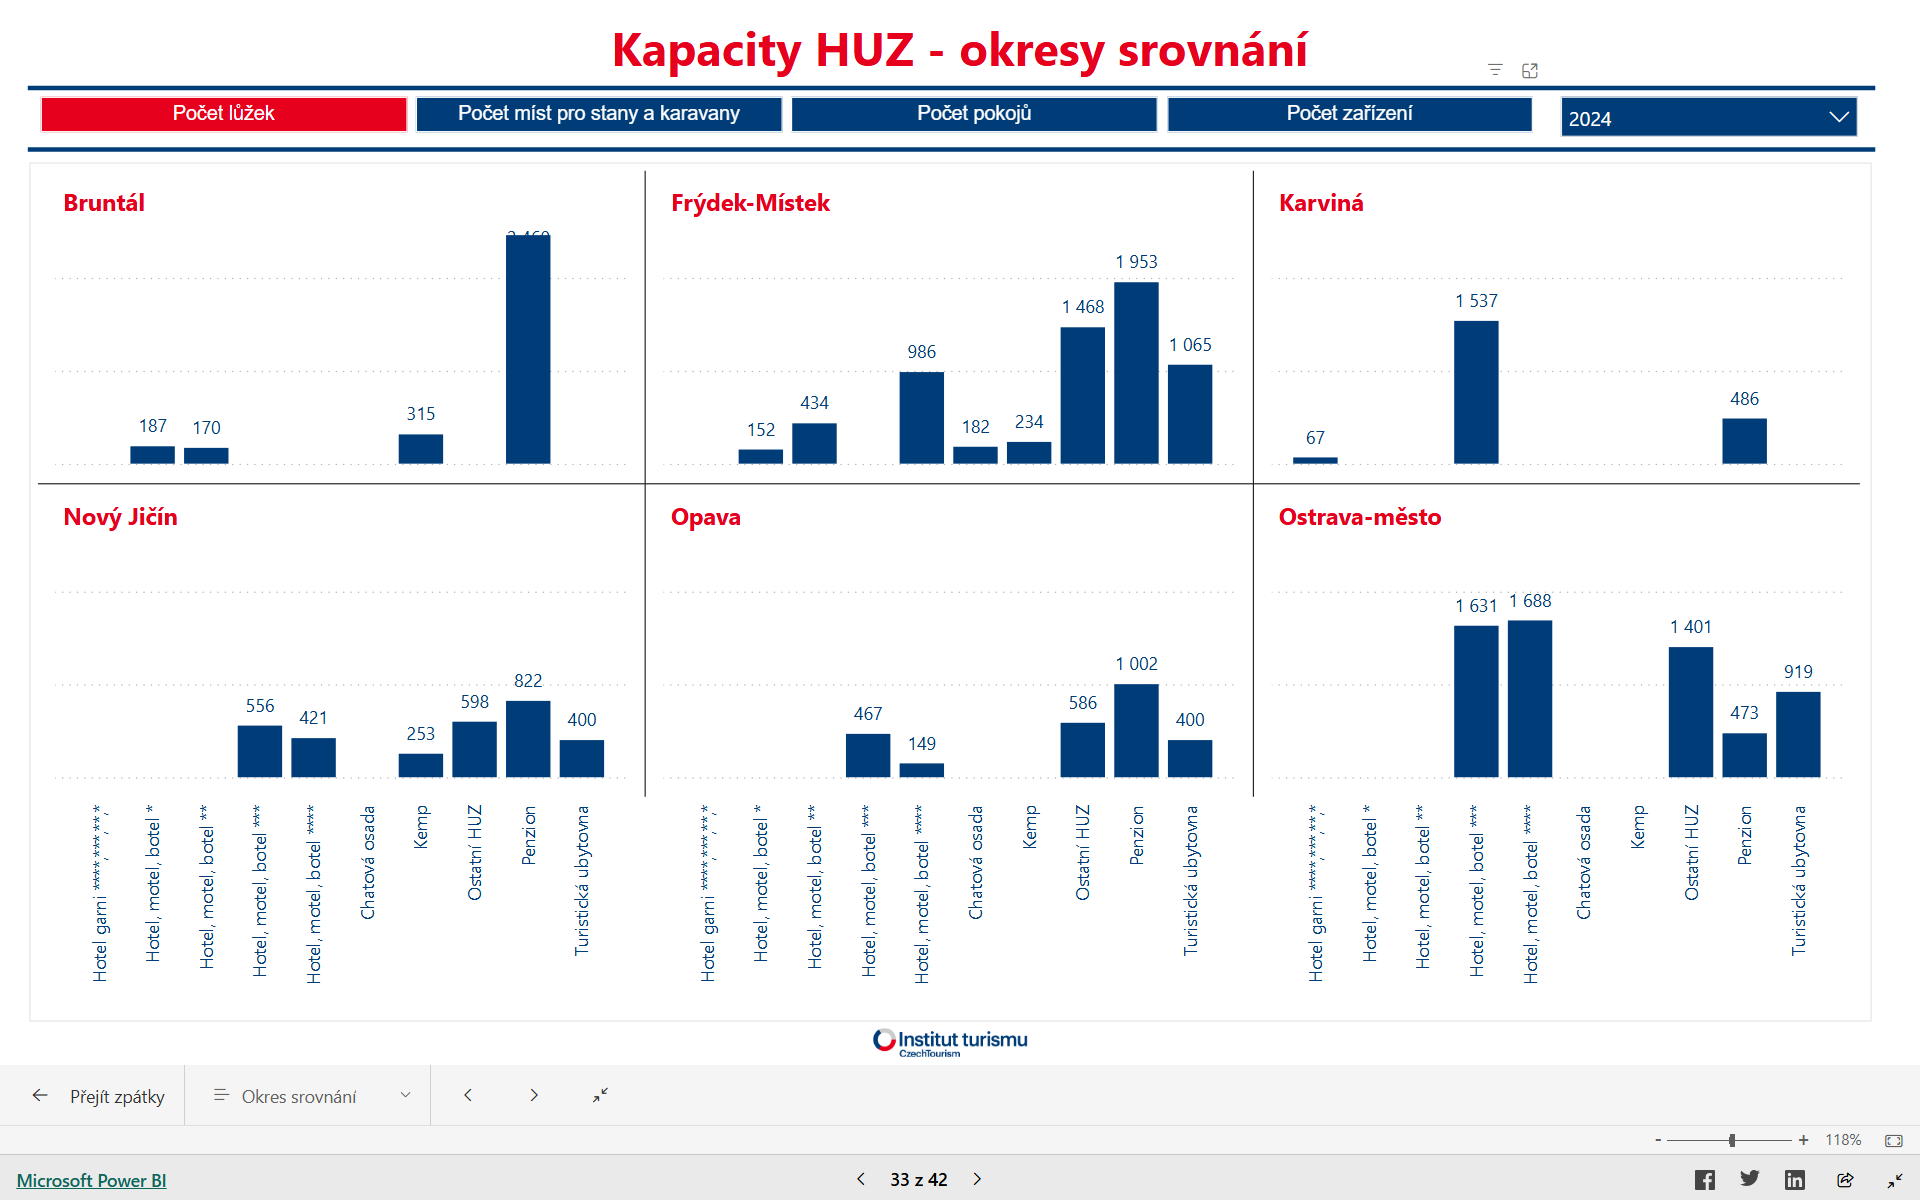 Kapacity HUZ - okresy srovnání
Počet lůžek
Počet míst pro stany a karavany
Počet pokojů
Počet zařízení
2024
Bruntál
187
170
315
Frýdek-Místek
152
434
986
182
234
1 468
1 953
1 065
Karviná
67
1 537
486
Nový Jičín
556
421
253
598
822
400
Opava
467
149
586
1 002
400
Ostrava-město
1 631
1 688
1 401
473
919
Hotel garni ****,***,**,*
Hotel, motel, botel *
Hotel, motel, botel **
Hotel, motel, botel ***
Hotel, motel, botel ****
Chatová osada
Kemp
Ostatní HUZ
Penzion
Turistická ubytovna
Hotel garni ****,***,**,*
Hotel, motel, botel *
Hotel, motel, botel **
Hotel, motel, botel ***
Hotel, motel, botel ****
Chatová osada
Kemp
Ostatní HUZ
Penzion
Turistická ubytovna
Hotel garni ****,***,**,*
Hotel, motel, botel *
Hotel, motel, botel **
Hotel, motel, botel ***
Hotel, motel, botel ****
Chatová osada
Kemp
Ostatní HUZ
Penzion
Turistická ubytovna
Institut turismu
CzechTourism
Přejít zpátky
Okres srovnání
- + 118%
Microsoft Power BI
33 z 42